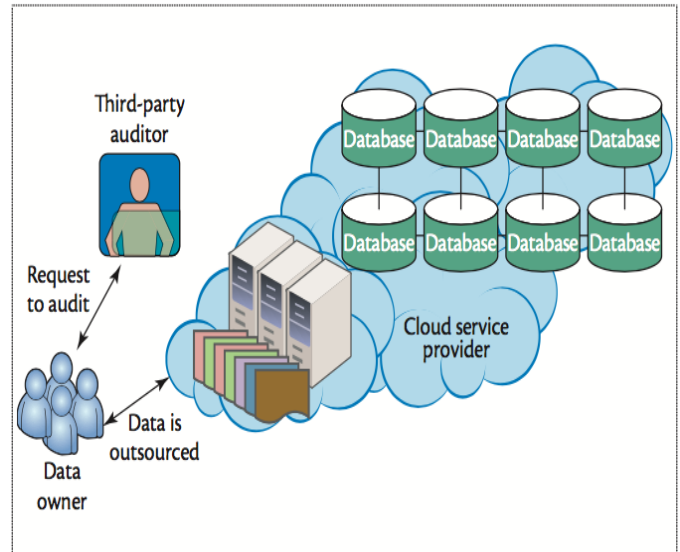 Third-party
auditor
Database Database Database Database
Database Database Database Database
Request
to audit
Cloud service
provider
Data is
outsourced
Data
owner